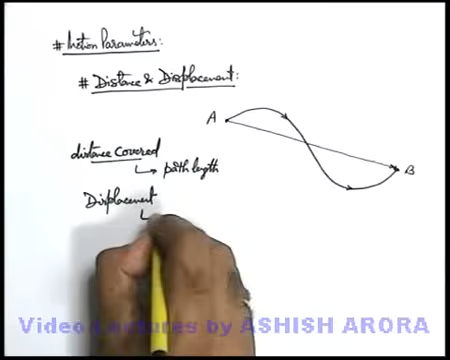 # Motion Parameters:
# Distance & Displacement:
A
B
distance covered
path length
Displacement
Video Lectures by ASHISH ARORA